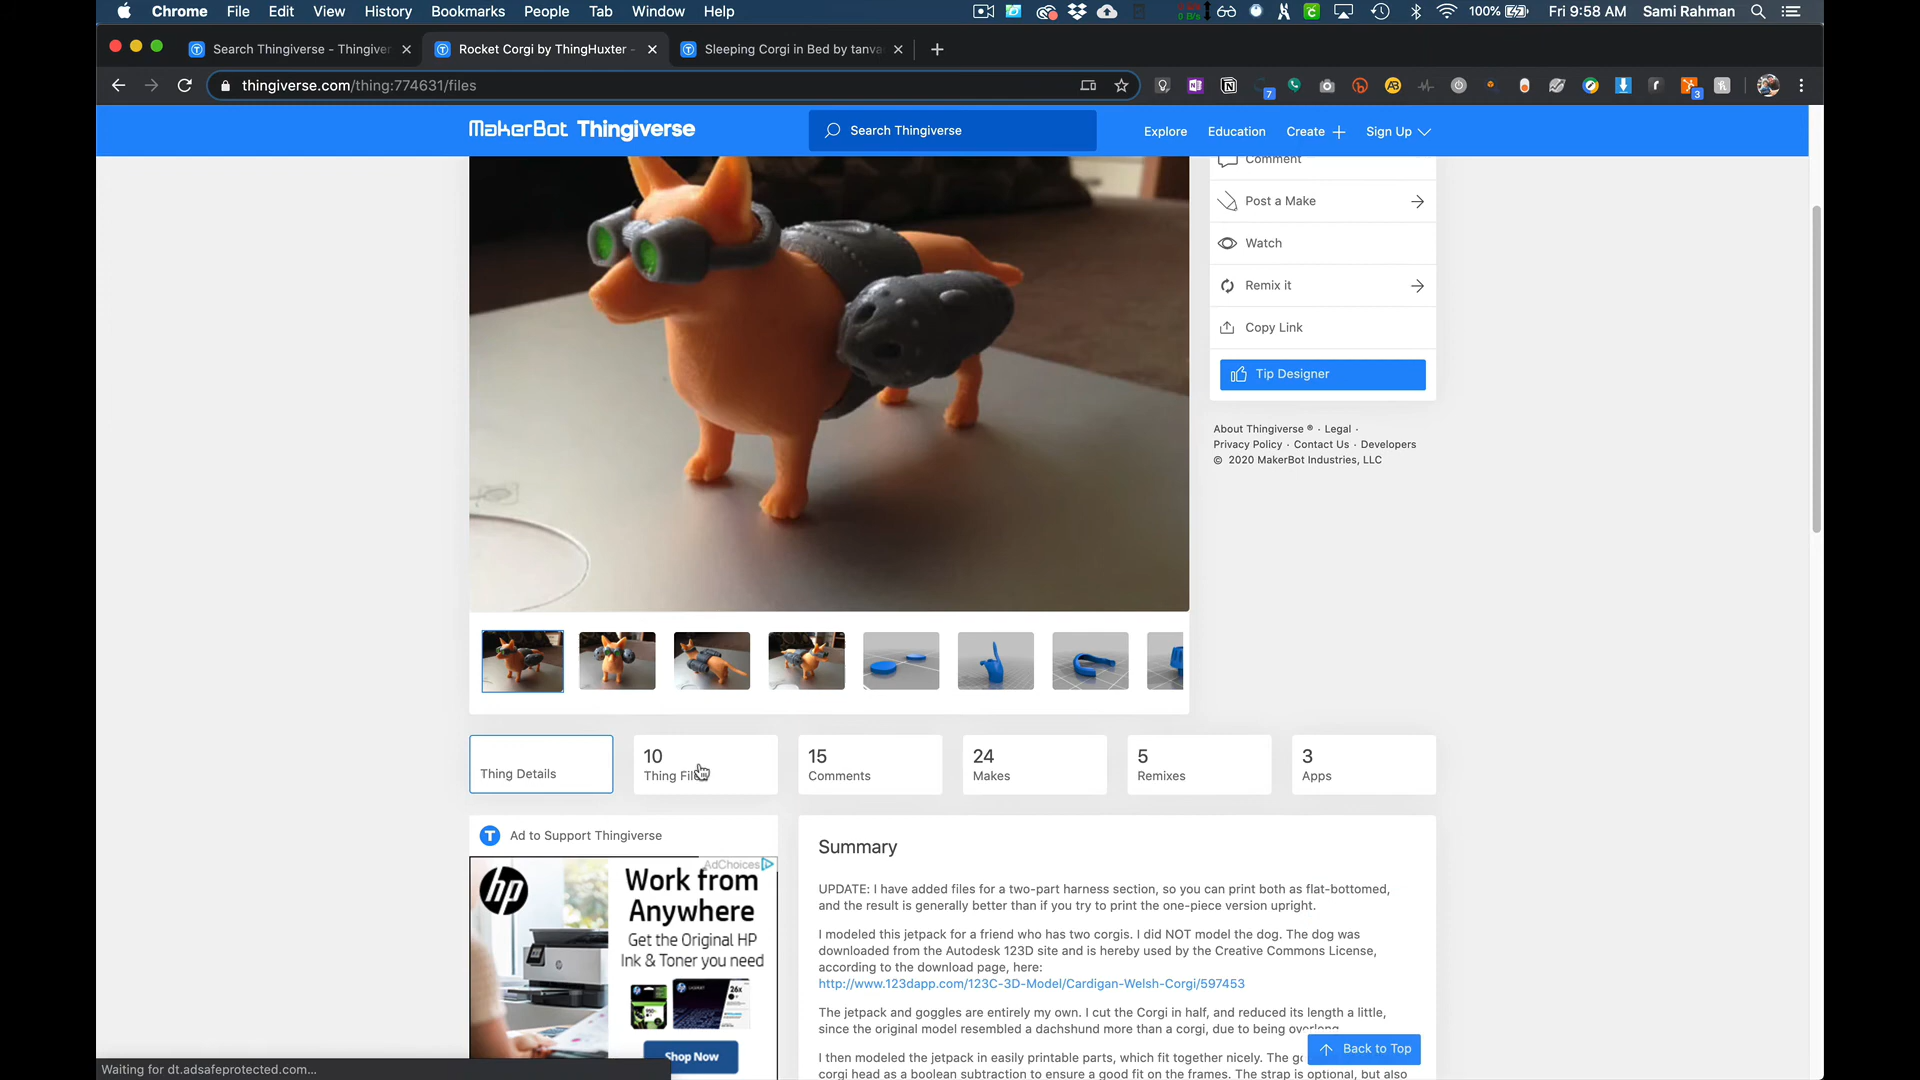 Chrome File Edit View History Bookmarks People Tab Window Help 100% Fri 9:58 AM Sami Rahman
Search Thingiverse - Thingiver
Rocket Corgi by ThingHuxter -
Sleeping Corgi in Bed by tanva
thingiverse.com/thing:774631/files
7
3
MakerBot Thingiverse
Search Thingiverse
Explore Education Create Sign Up
Comment
Post a Make
Watch
Remix it
Copy Link
Tip Designer
About Thingiverse ® · Legal ·
Privacy Policy · Contact Us · Developers
© 2020 MakerBot Industries, LLC
Thing Details
10
Thing Fil
15
Comments
24
Makes
5
Remixes
3
Apps
Ad to Support Thingiverse
AdChoices
hp
Work from
Anywhere
Get the Original HP
Ink & Toner you need
26x
Shop Now
Summary
UPDATE: I have added files for a two-part harness section, so you can print both as flat-bottomed,
and the result is generally better than if you try to print the one-piece version upright.
I modeled this jetpack for a friend who has two corgis. I did NOT model the dog. The dog was
downloaded from the Autodesk 123D site and is hereby used by the Creative Commons License,
according to the download page, here:
http://www.123dapp.com/123C-3D-Model/Cardigan-Welsh-Corgi/597453
The jetpack and goggles are entirely my own. I cut the Corgi in half, and reduced its length a little,
since the original model resembled a dachshund more than a corgi, due to being overlong.
I then modeled the jetpack in easily printable parts, which fit together nicely. The go
corgi head as a boolean subtraction to ensure a good fit on the frames. The strap is optional, but also
Back to Top
Waiting for dt.adsafeprotected.com...